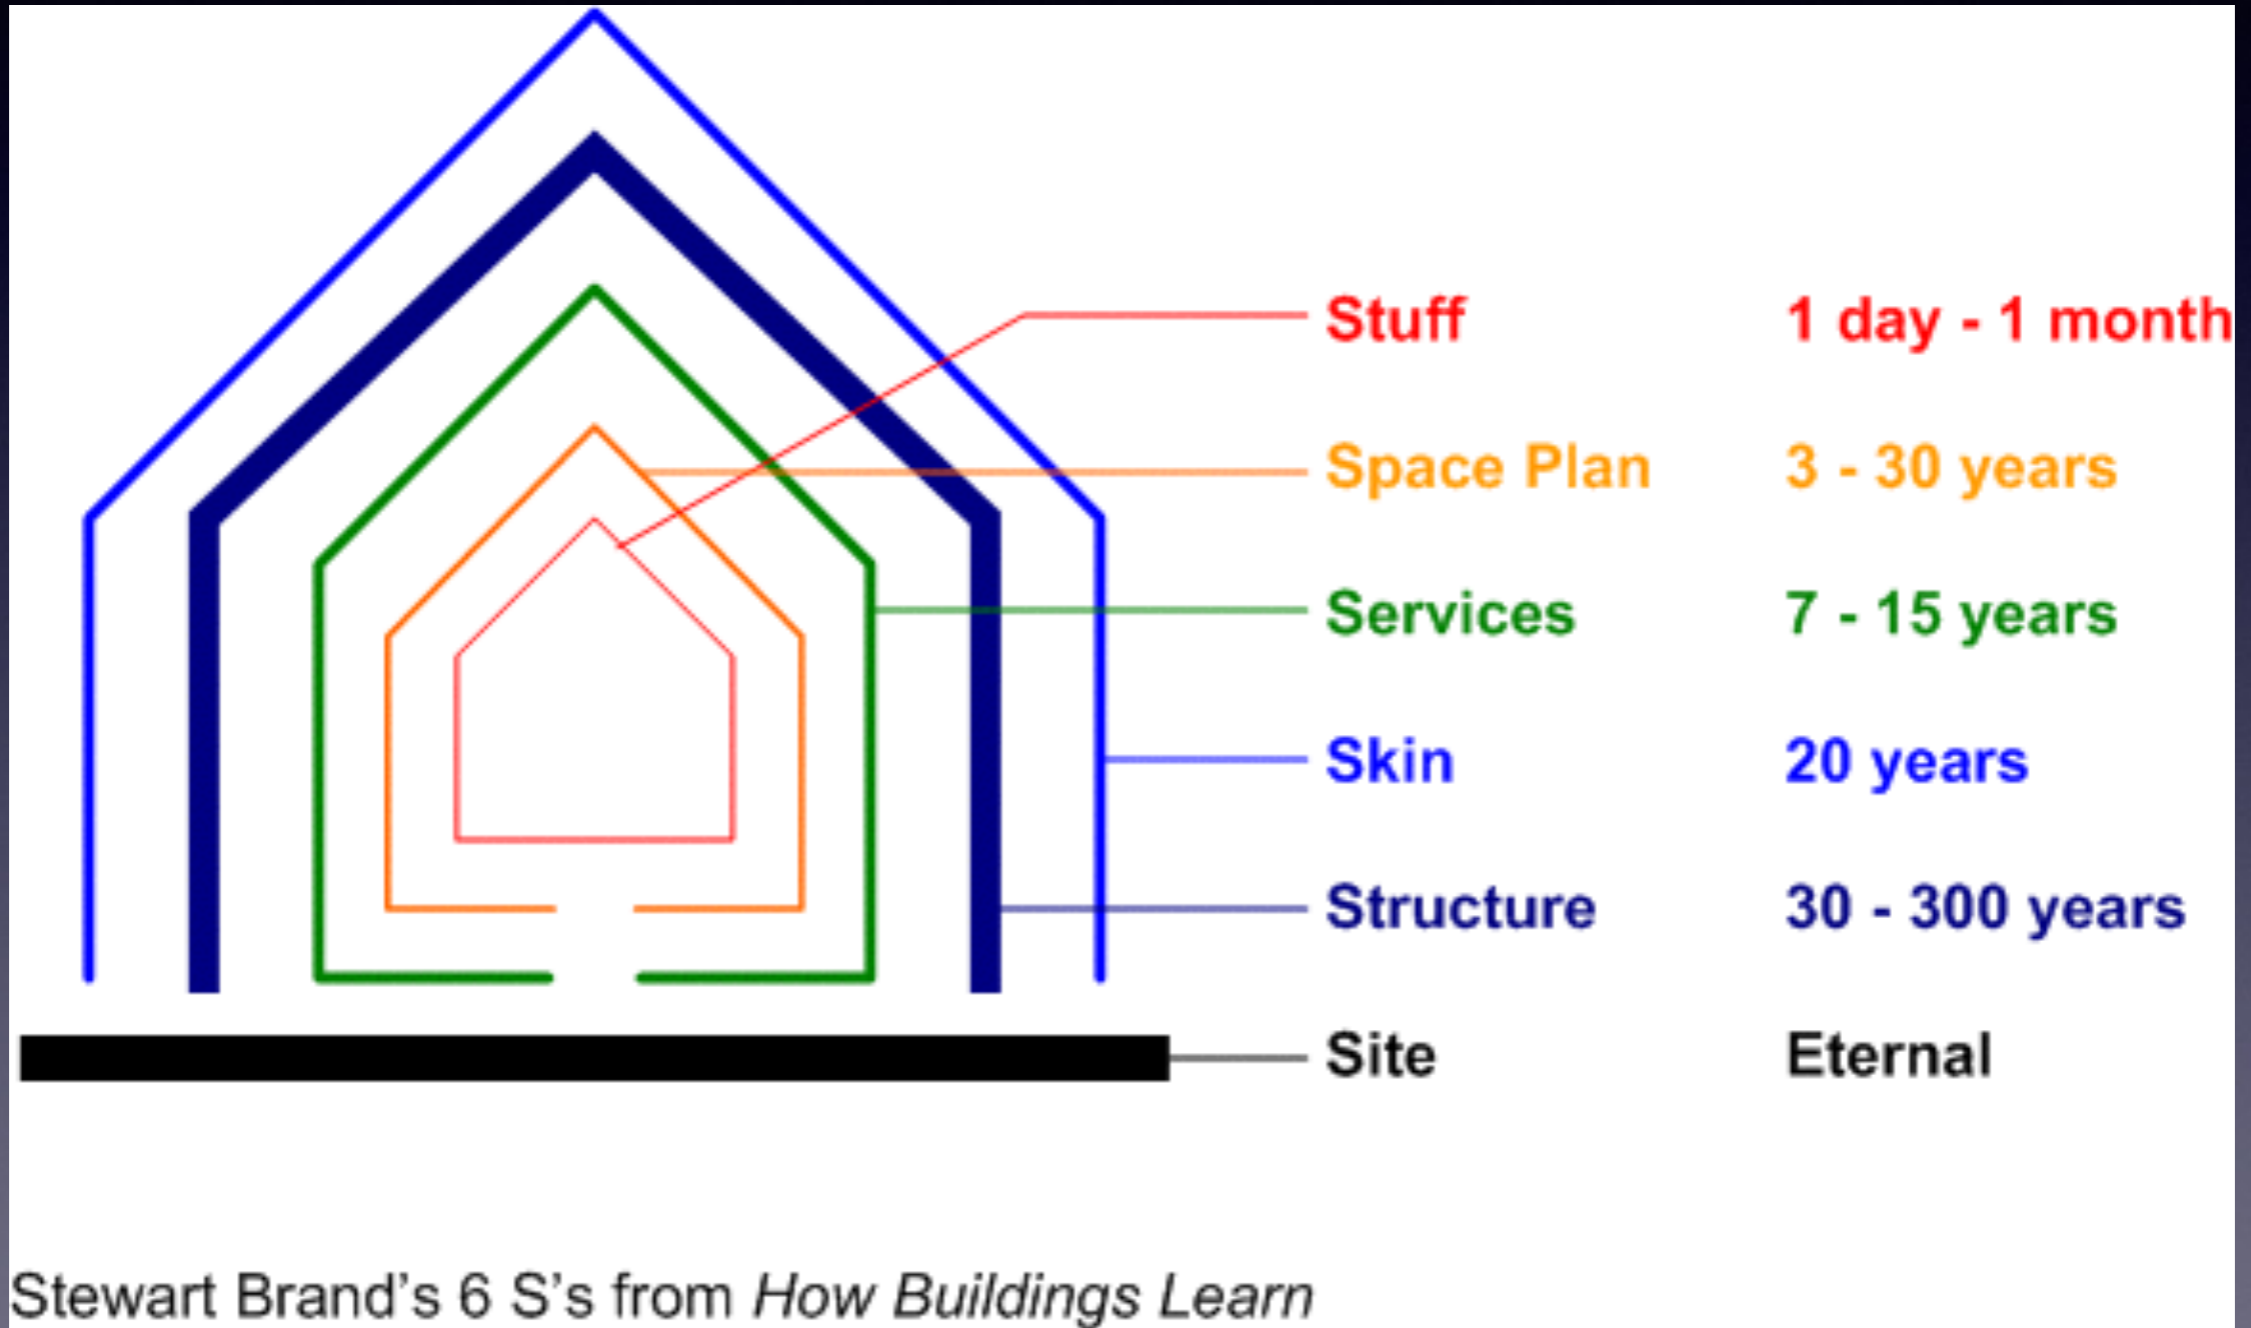 Stuff 1 day - 1 month
Space Plan 3 - 30 years
Services 7 - 15 years
Skin 20 years
Structure 30 - 300 years
Site Eternal
Stewart Brand’s 6 S’s from How Buildings Learn